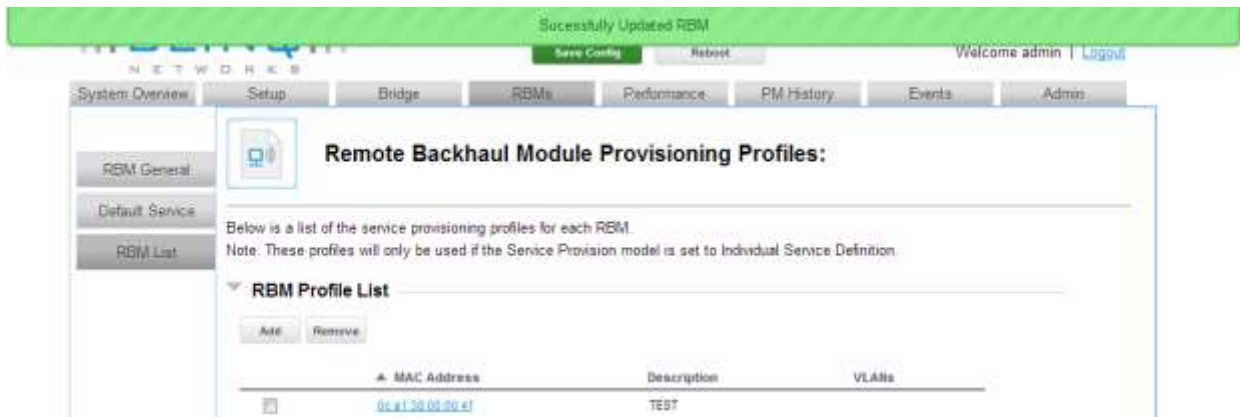 Sucessfully Updated RBM
NETWORKS
Save Config Reboot Welcome admin | Logout
System Overview Setup Bridge RBMs Performance PM History Events Admin
Remote Backhaul Module Provisioning Profiles:
RBM General
Default Service
RBM List
Below is a list of the service provisioning profiles for each RBM.
Note: These profiles will only be used if the Service Provision model is set to Individual Service Definition.
RBM Profile List
Add Remove
MAC Address Description VLANs
TEST